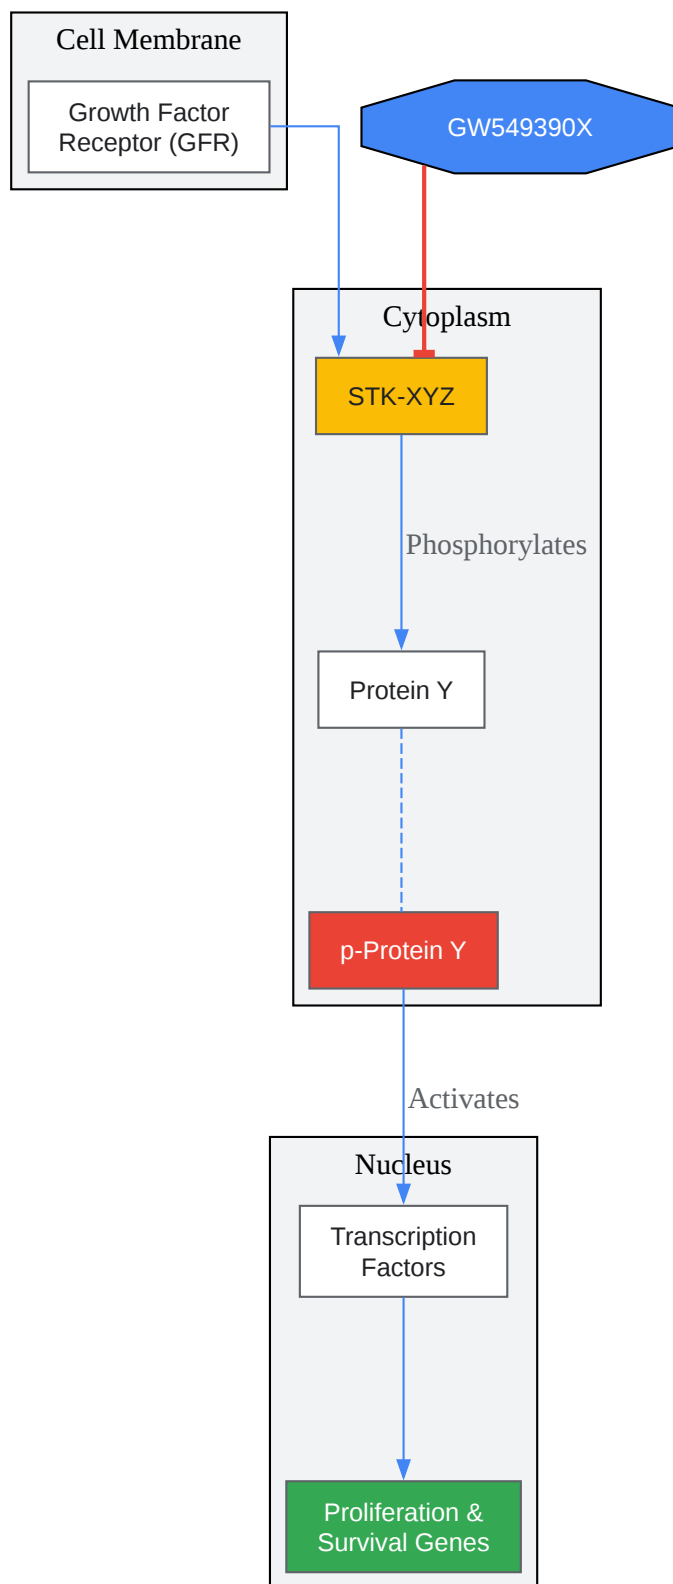 Cell Membrane
Growth Factor
Receptor (GFR)
GW549390X
Cytoplasm
STK-XYZ
Phosphorylates
Protein Y
p-Protein Y
Activates
Nucleus
Transcription
Factors
Proliferation &
Survival Genes